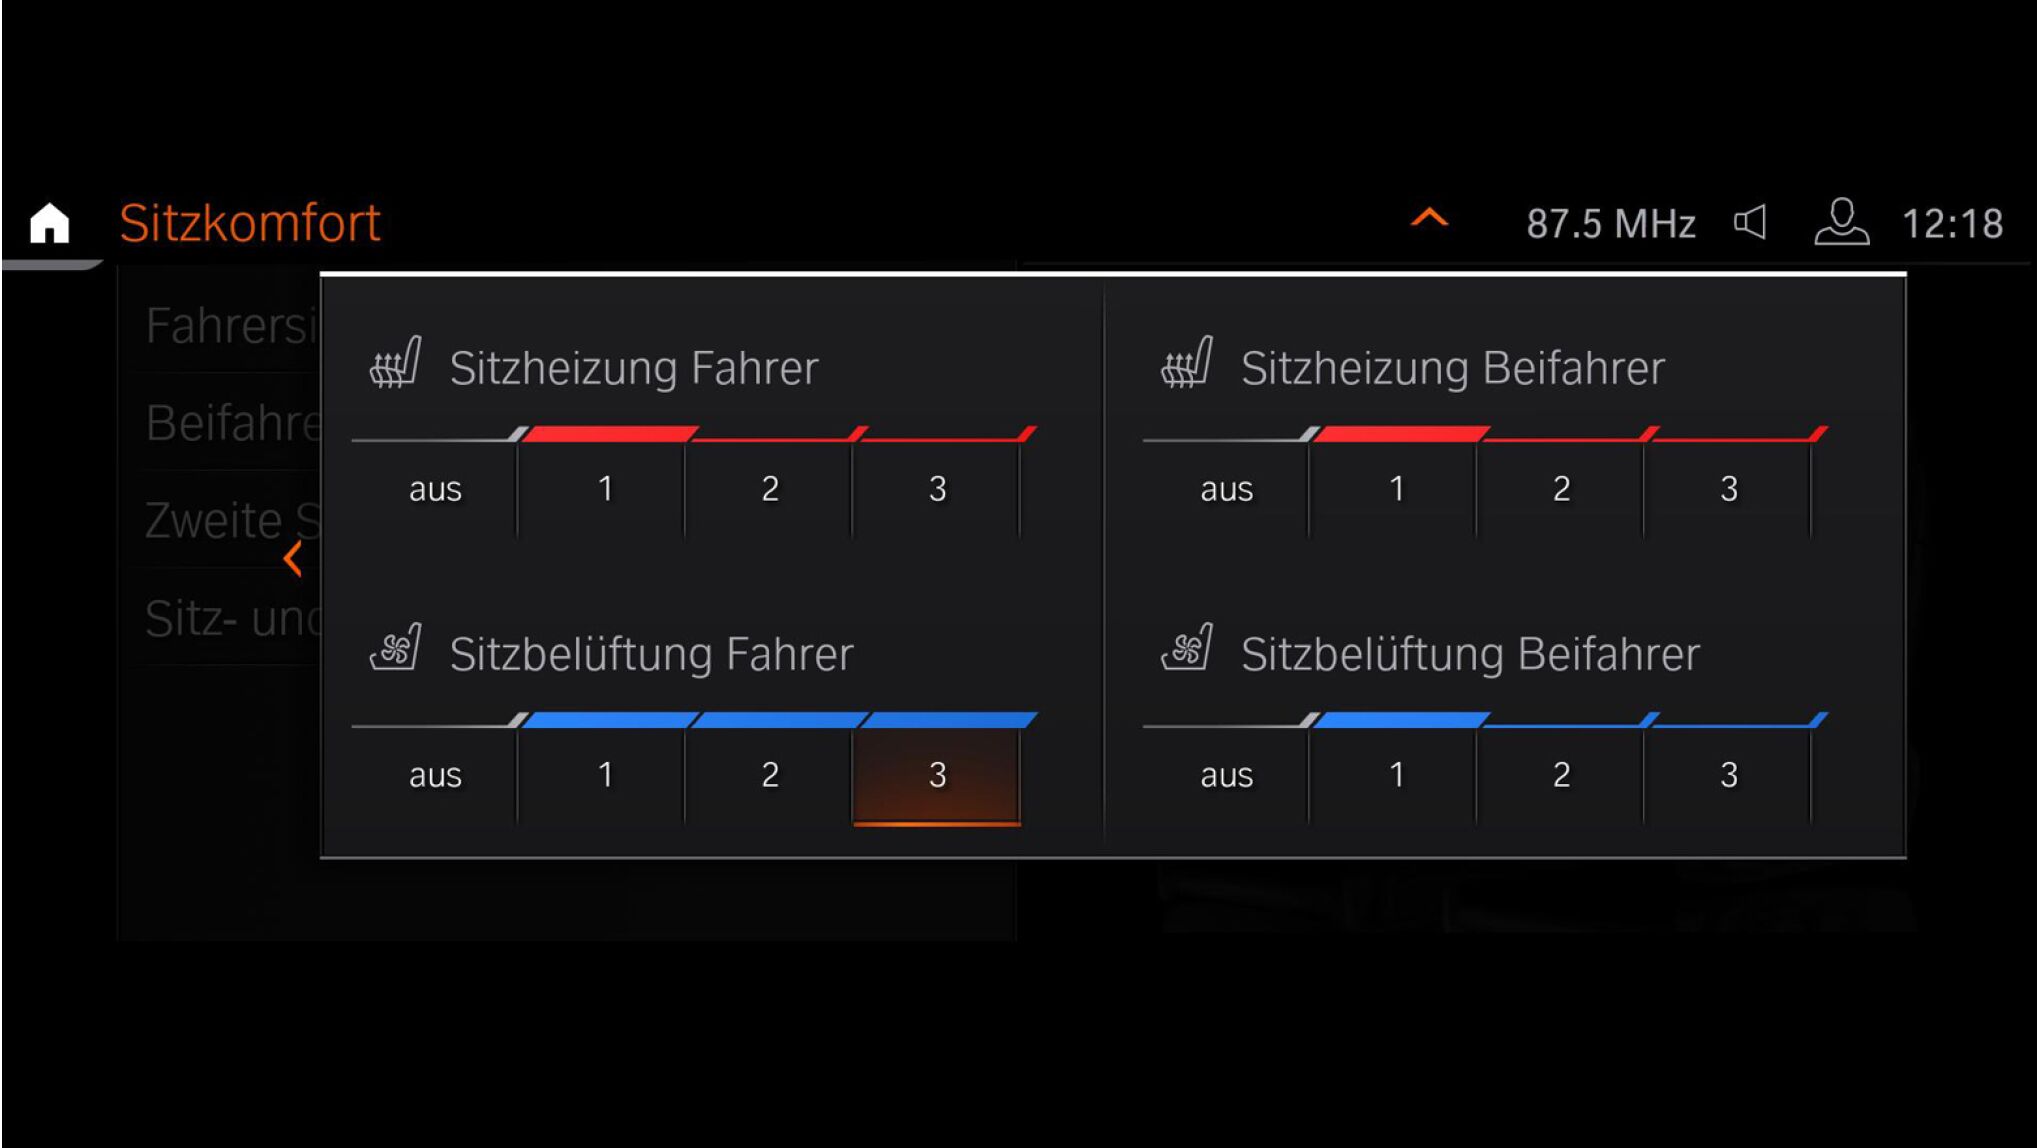 Sitzkomfort
87.5 MHz 12:18
Sitzheizung Fahrer
aus 1 2 3
Sitzheizung Beifahrer
aus 1 2 3
Sitzbelüftung Fahrer
aus 1 2 3
Sitzbelüftung Beifahrer
aus 1 2 3
Fahrersi
Beifahre
Zweite S
Sitz- und